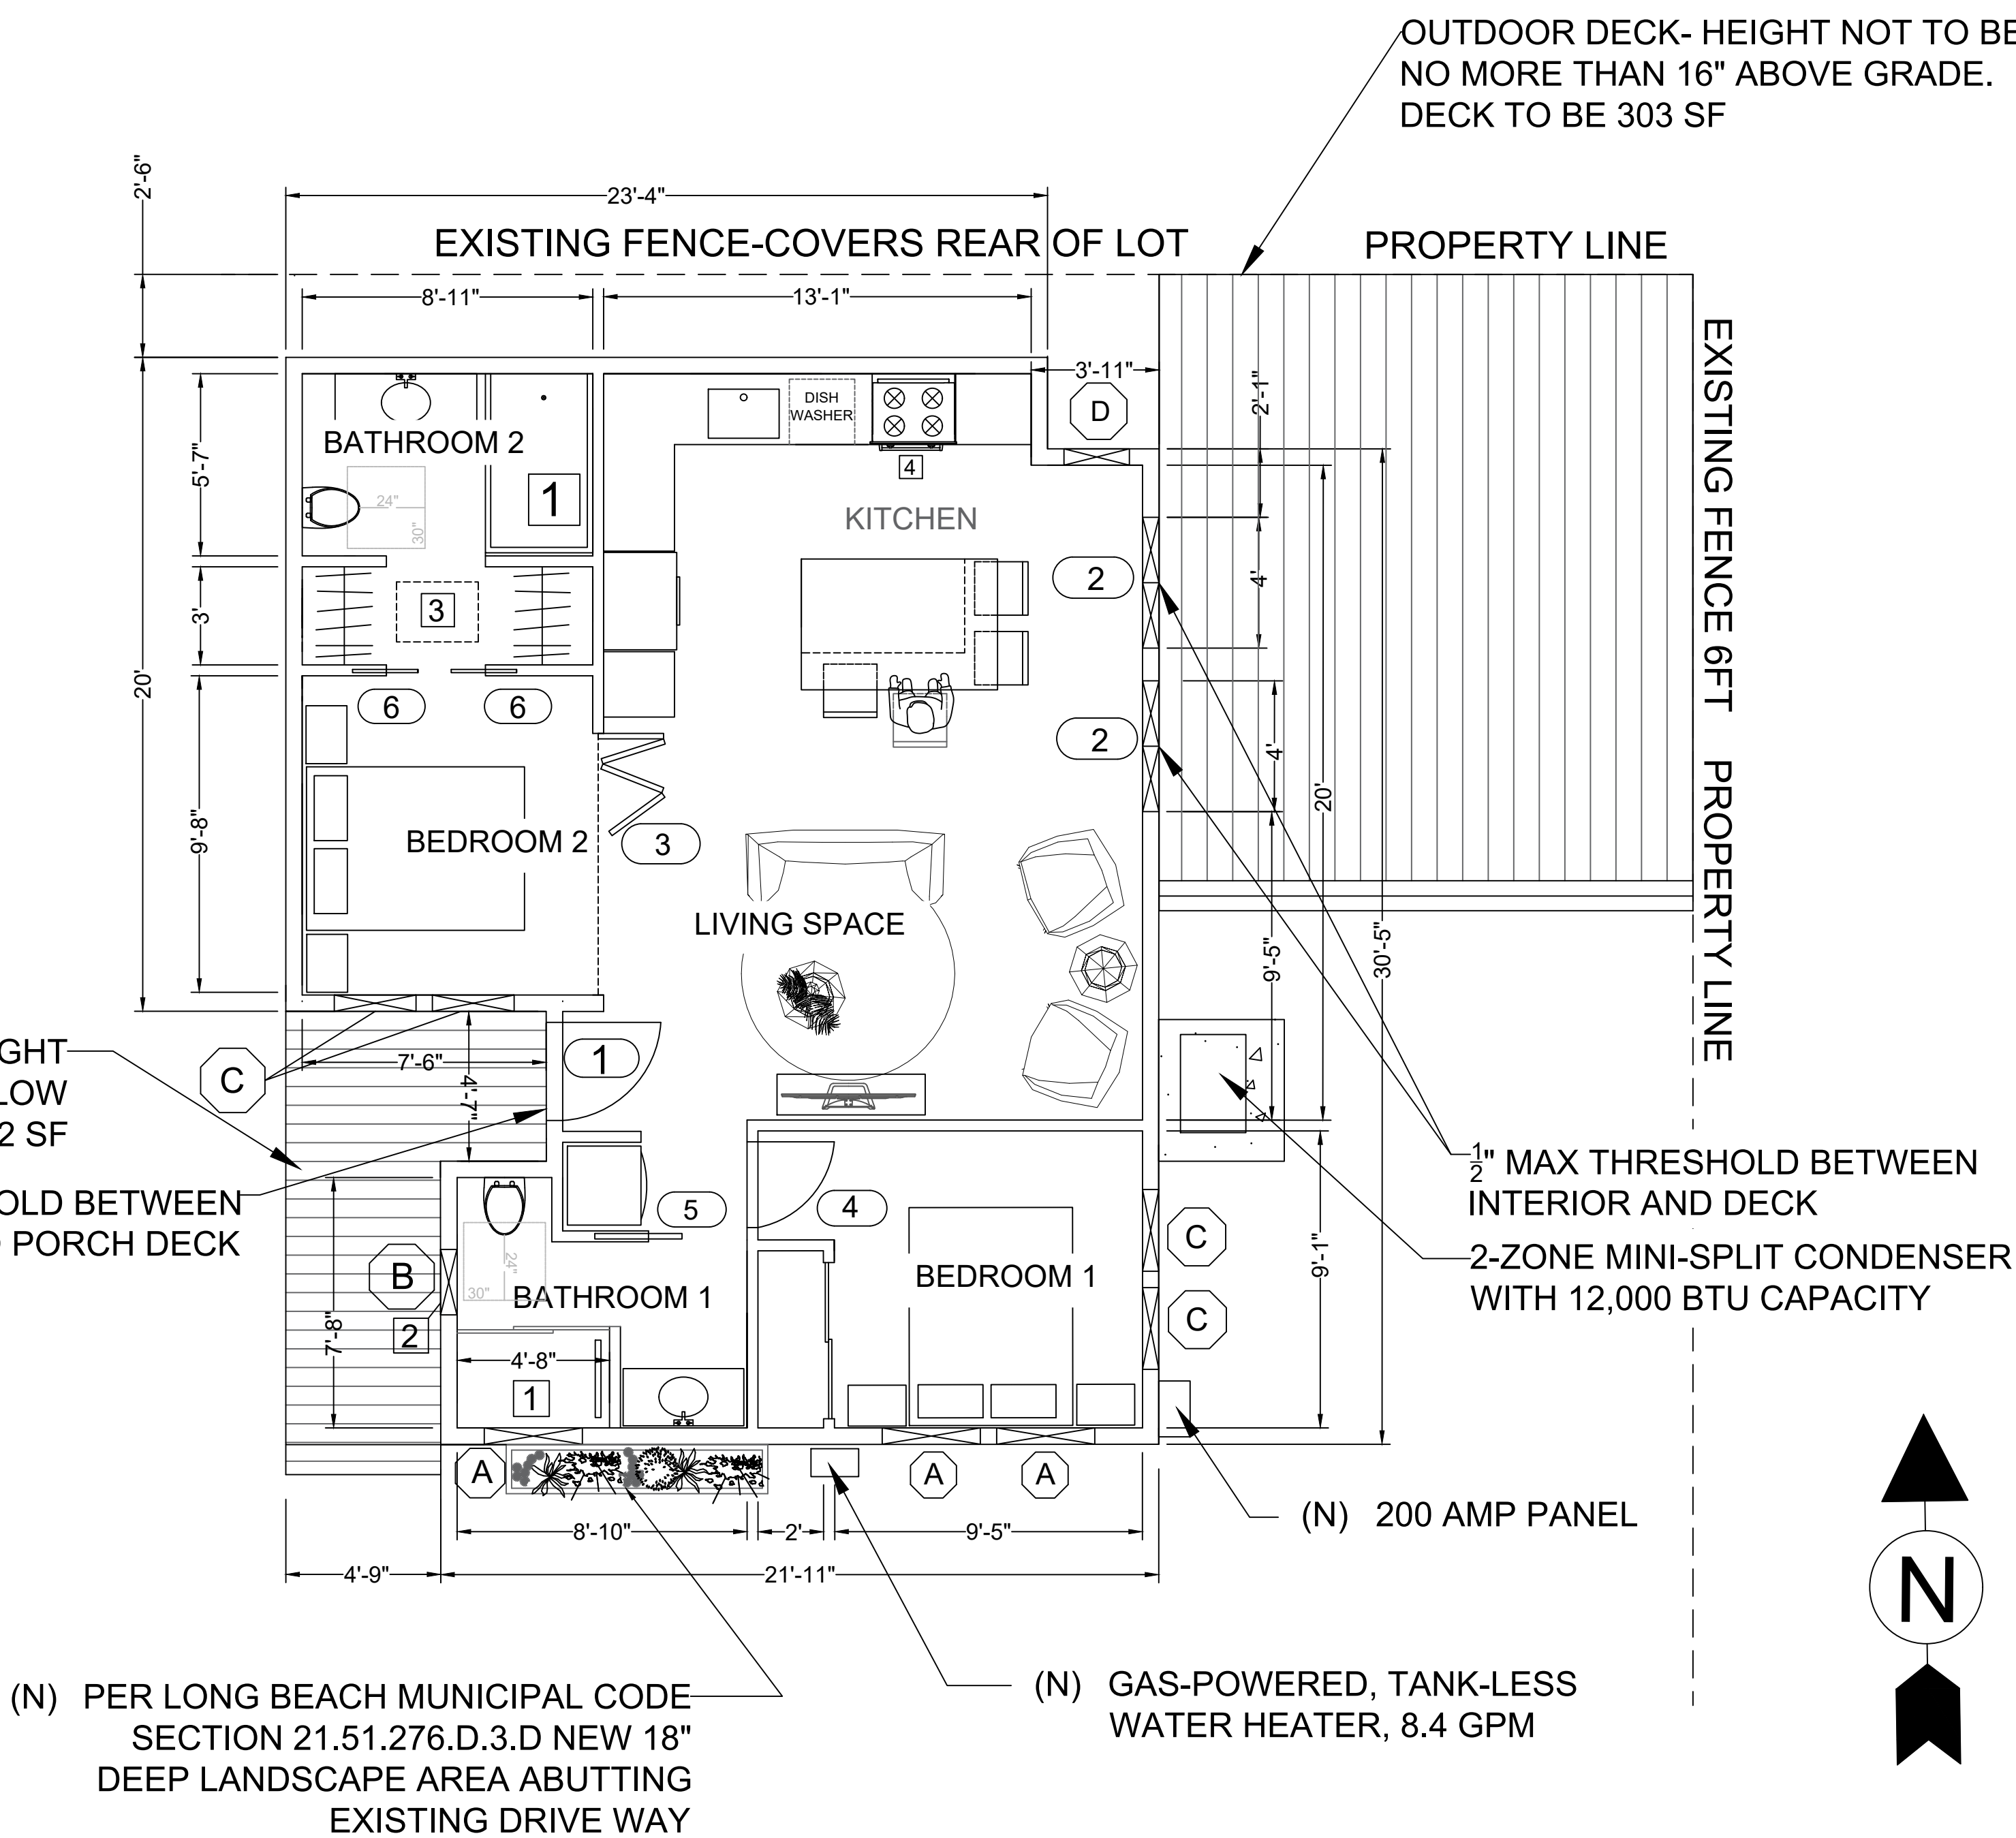 OUTDOOR DECK- HEIGHT NOT TO BE
NO MORE THAN 16" ABOVE GRADE.
DECK TO BE 303 SF
2'-6"
23'-4"
EXISTING FENCE-COVERS REAR OF LOT
PROPERTY LINE
8'-11"
13'-1"
3'-11"
D
2'-1"
DISH
WASHER
BATHROOM 2
5'-7"
1
4
24"
30"
KITCHEN
EXISTING FENCE 6FT PROPERTY LINE
2
4'
3
3'
20'
6
6
2
4'
20'
9'-8"
BEDROOM 2
3
LIVING SPACE
9'-5"
30'-5"
GHT
LOW
2 SF
C
7'-6"
4'-7"
1
½" MAX THRESHOLD BETWEEN
INTERIOR AND DECK
OLD BETWEEN
PORCH DECK
5
4
C
9'-1"
2-ZONE MINI-SPLIT CONDENSER
WITH 12,000 BTU CAPACITY
24"
30"
B
BATHROOM 1
BEDROOM 1
C
2
7'-8"
4'-8"
1
A
A
A
(N) 200 AMP PANEL
8'-10"
2'
9'-5"
4'-9"
21'-11"
N
(N) GAS-POWERED, TANK-LESS
WATER HEATER, 8.4 GPM
(N) PER LONG BEACH MUNICIPAL CODE
SECTION 21.51.276.D.3.D NEW 18"
DEEP LANDSCAPE AREA ABUTTING
EXISTING DRIVE WAY